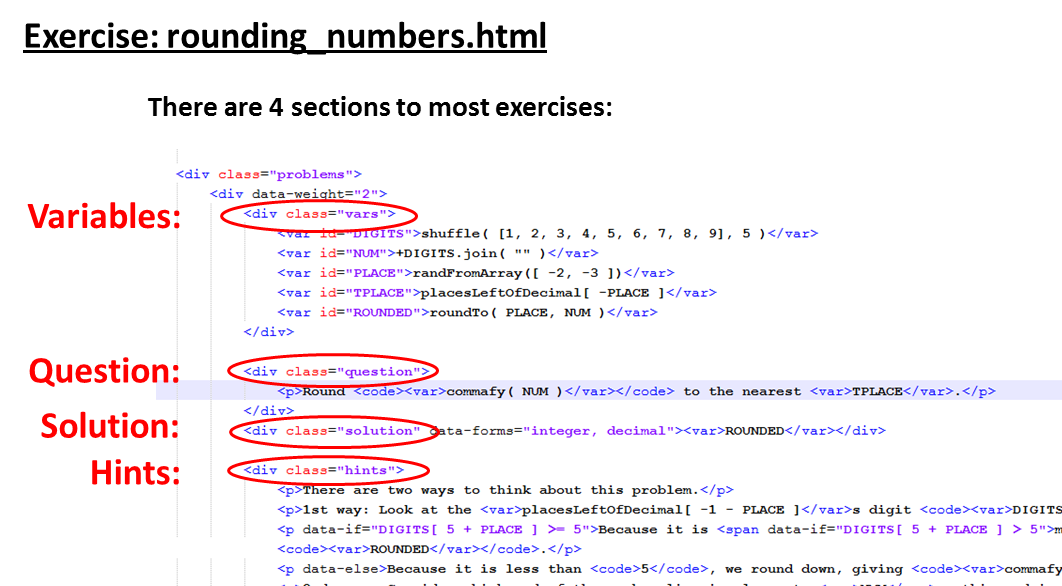 Exercise: rounding_numbers.html
There are 4 sections to most exercises:
<div class="problems">
<div data-weight="2">
Variables:
<div class="vars">
<var id="DIGITS">shuffle( [1, 2, 3, 4, 5, 6, 7, 8, 9], 5 )</var>
<var id="NUM">+DIGITS.join( "" )</var>
<var id="PLACE">randFromArray([ -2, -3 ])</var>
<var id="TPLACE">placesLeftOfDecimal[ -PLACE ]</var>
<var id="ROUNDED">roundTo( PLACE, NUM )</var>
</div>
Question:
<div class="question">
<p>Round <code><var>commafy( NUM )</var></code> to the nearest <var>TPLACE</var>.</p>
</div>
Solution:
<div class="solution" data-forms="integer, decimal"><var>ROUNDED</var></div>
Hints:
<div class="hints">
<p>There are two ways to think about this problem.</p>
<p>1st way: Look at the <var>placesLeftOfDecimal[ -1 - PLACE ]</var>s digit <code><var>DIGITS
<p data-if="DIGITS[ 5 + PLACE ] >= 5">Because it is <span data-if="DIGITS[ 5 + PLACE ] > 5">m
<code><var>ROUNDED</var></code>.</p>
<p data-else>Because it is less than <code>5</code>, we round down, giving <code><var>commafy